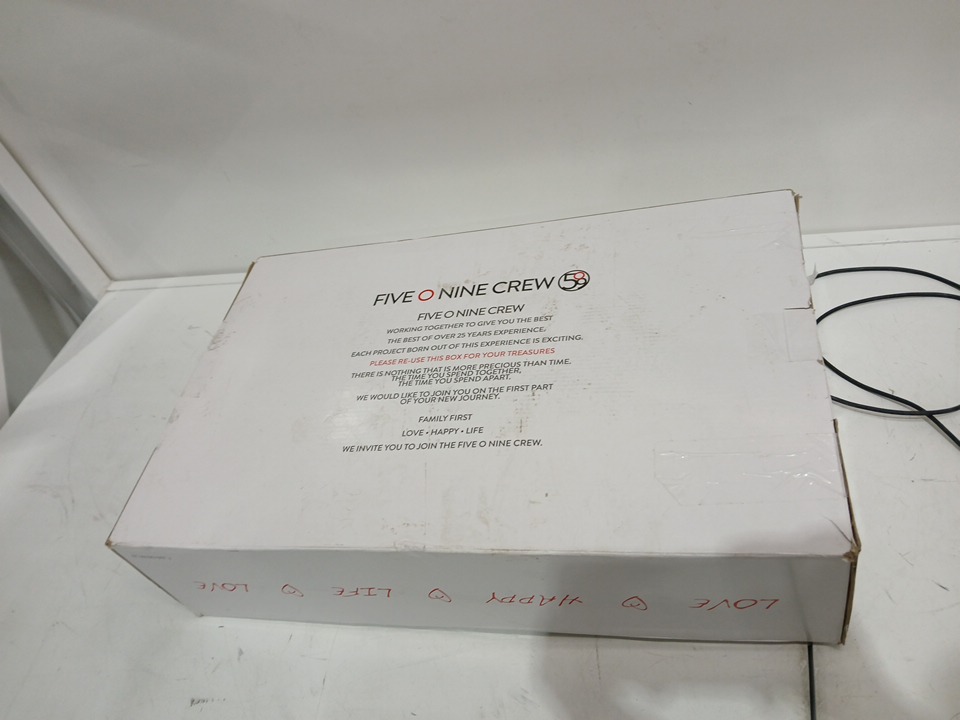 FIVE O NINE CREW 509
FIVE O NINE CREW
WORKING TOGETHER TO GIVE YOU THE BEST
THE BEST OF OVER 25 YEARS EXPERIENCE.
EACH PROJECT BORN OUT OF THIS EXPERIENCE IS EXCITING.
PLEASE RE-USE THIS BOX FOR YOUR TREASURES
THERE IS NOTHING THAT IS MORE PRECIOUS THAN TIME.
THE TIME YOU SPEND TOGETHER,
THE TIME YOU SPEND APART.
WE WOULD LIKE TO JOIN YOU ON THE FIRST PART
OF YOUR NEW JOURNEY.
FAMILY FIRST
LOVE • HAPPY • LIFE
WE INVITE YOU TO JOIN THE FIVE O NINE CREW.
LOVE ♡ HAPPY ♡ LIFE ♡ LOVE